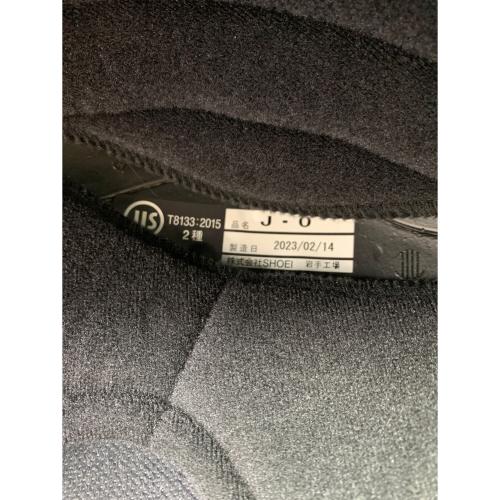 JIS T8133:2015
2種
品名 J-O
製造日 2023/02/14
株式会社SHOEI 岩手工場